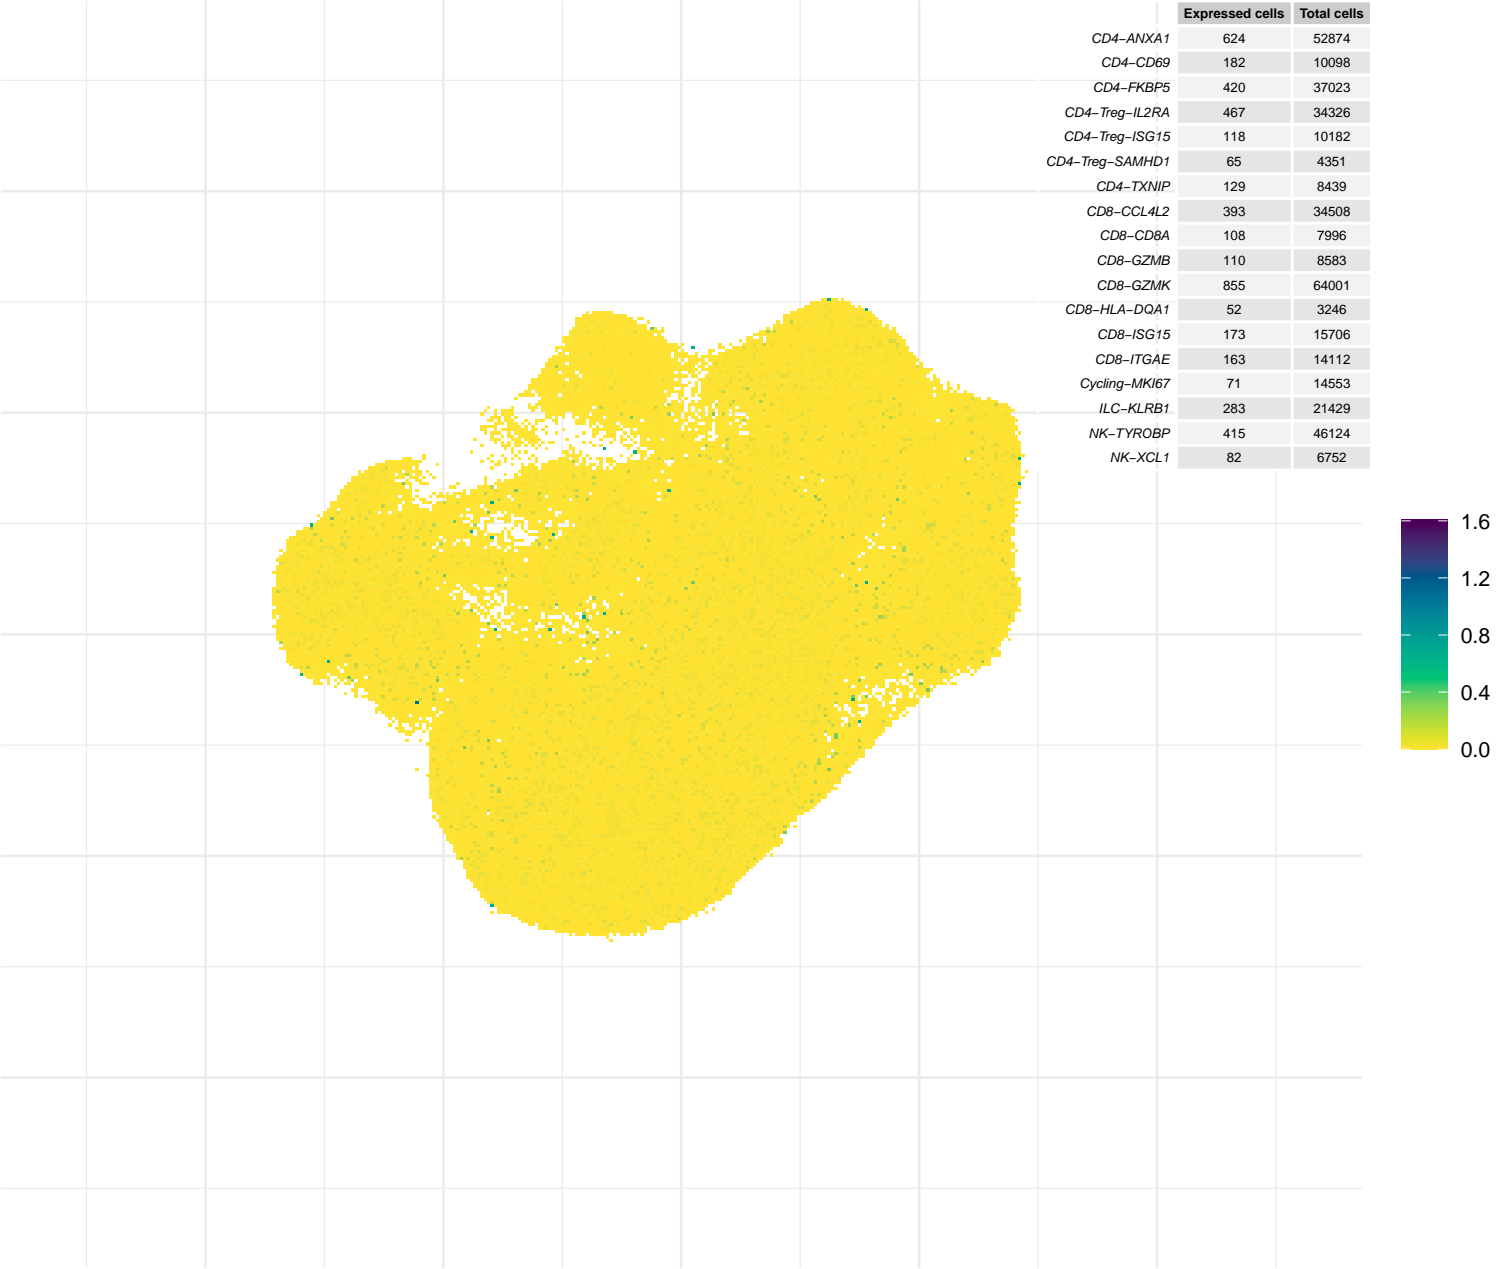 Expressed cells Total cells
CD4−ANXA1 624 52874
CD4−CD69 182 10098
CD4−FKBP5 420 37023
CD4−Treg−IL2RA 467 34326
CD4−Treg−ISG15 118 10182
CD4−Treg−SAMHD1 65 4351
CD4−TXNIP 129 8439
CD8−CCL4L2 393 34508
CD8−CD8A 108 7996
CD8−GZMB 110 8583
CD8−GZMK 855 64001
CD8−HLA−DQA1 52 3246
CD8−ISG15 173 15706
CD8−ITGAE 163 14112
Cycling−MKI67 71 14553
ILC−KLRB1 283 21429
NK−TYROBP 415 46124
NK−XCL1 82 6752
1.6
1.2
0.8
0.4
0.0